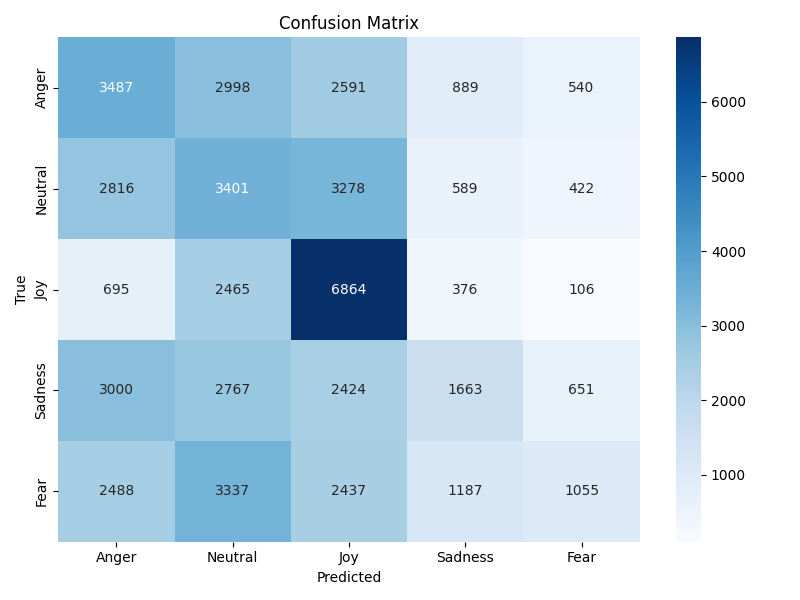 Confusion Matrix
Anger 3487 2998 2591 889 540
Neutral 2816 3401 3278 589 422
Joy 695 2465 6864 376 106
Sadness 3000 2767 2424 1663 651
Fear 2488 3337 2437 1187 1055
True
Anger Neutral Joy Sadness Fear
Predicted
6000
5000
4000
3000
2000
1000